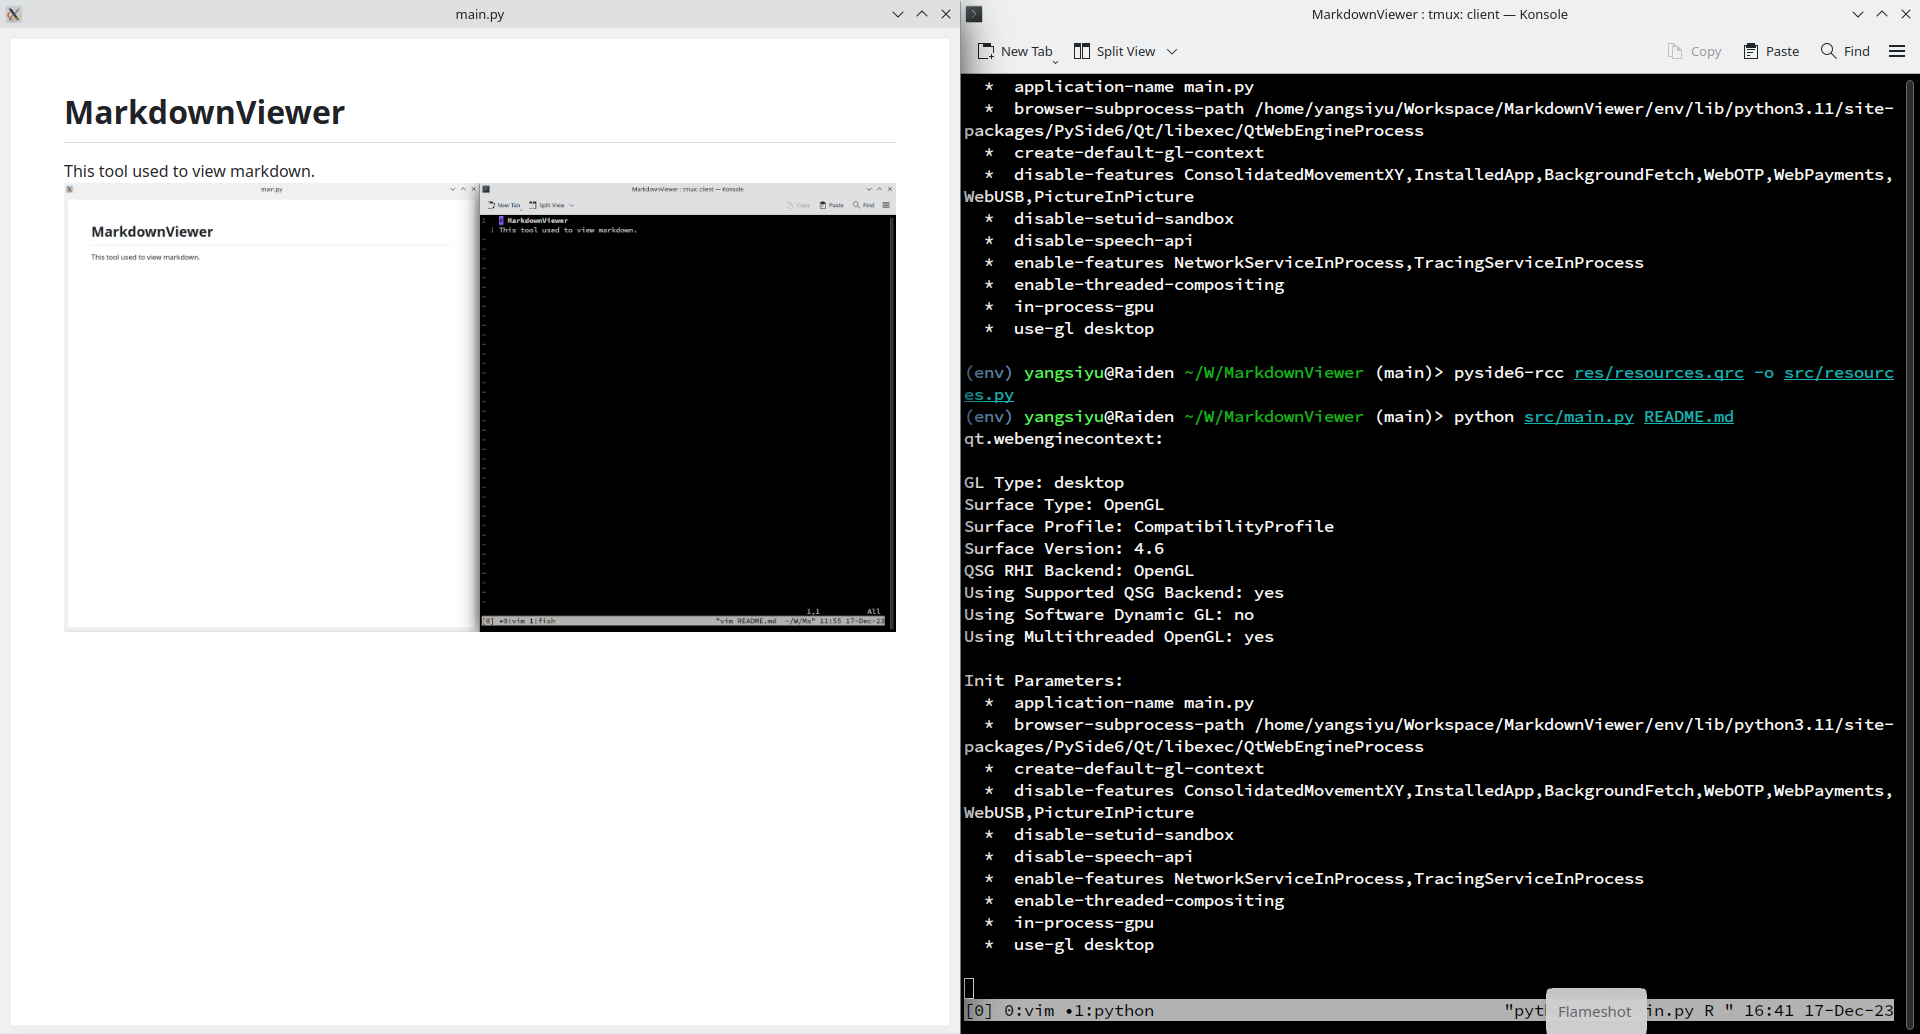 main.py
MarkdownViewer
This tool used to view markdown.
main.py
MarkdownViewer
This tool used to view markdown.
MarkdownViewer : tmux: client — Konsole
New Tab Split View Copy Paste Find
1 # MarkdownViewer
1 This tool used to view markdown.
1,1 All
[0] •0:vim 1:fish "vim README.md ~/W/Ma" 11:55 17-Dec-23
MarkdownViewer : tmux: client — Konsole
New Tab Split View Copy Paste Find
* application-name main.py
* browser-subprocess-path /home/yangsiyu/Workspace/MarkdownViewer/env/lib/python3.11/site-
packages/PySide6/Qt/libexec/QtWebEngineProcess
* create-default-gl-context
* disable-features ConsolidatedMovementXY,InstalledApp,BackgroundFetch,WebOTP,WebPayments,
WebUSB,PictureInPicture
* disable-setuid-sandbox
* disable-speech-api
* enable-features NetworkServiceInProcess,TracingServiceInProcess
* enable-threaded-compositing
* in-process-gpu
* use-gl desktop
(env) yangsiyu@Raiden ~/W/MarkdownViewer (main)> pyside6-rcc res/resources.qrc -o src/resourc
es.py
(env) yangsiyu@Raiden ~/W/MarkdownViewer (main)> python src/main.py README.md
qt.webenginecontext:
GL Type: desktop
Surface Type: OpenGL
Surface Profile: CompatibilityProfile
Surface Version: 4.6
QSG RHI Backend: OpenGL
Using Supported QSG Backend: yes
Using Software Dynamic GL: no
Using Multithreaded OpenGL: yes
Init Parameters:
* application-name main.py
* browser-subprocess-path /home/yangsiyu/Workspace/MarkdownViewer/env/lib/python3.11/site-
packages/PySide6/Qt/libexec/QtWebEngineProcess
* create-default-gl-context
* disable-features ConsolidatedMovementXY,InstalledApp,BackgroundFetch,WebOTP,WebPayments,
WebUSB,PictureInPicture
* disable-setuid-sandbox
* disable-speech-api
* enable-features NetworkServiceInProcess,TracingServiceInProcess
* enable-threaded-compositing
* in-process-gpu
* use-gl desktop
[0] 0:vim •1:python "pyt Flameshot in.py R " 16:41 17-Dec-23